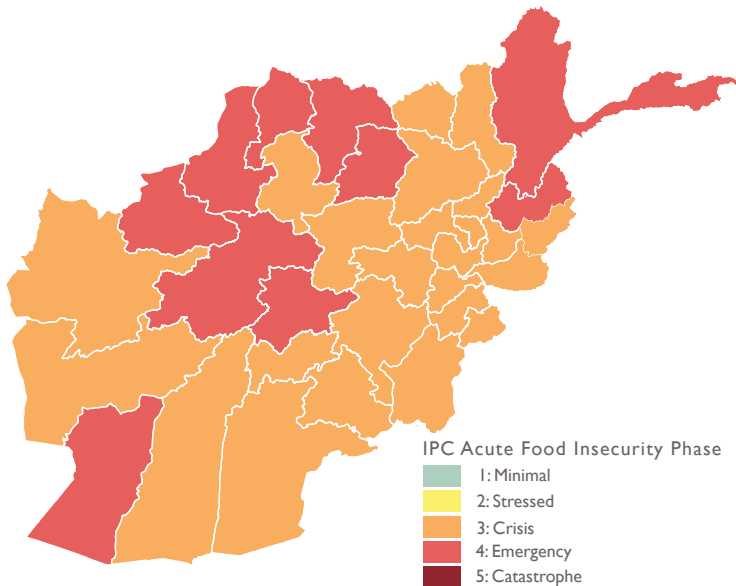 IPC Acute Food Insecurity Phase
1: Minimal
2: Stressed
3: Crisis
4: Emergency
5: Catastrophe